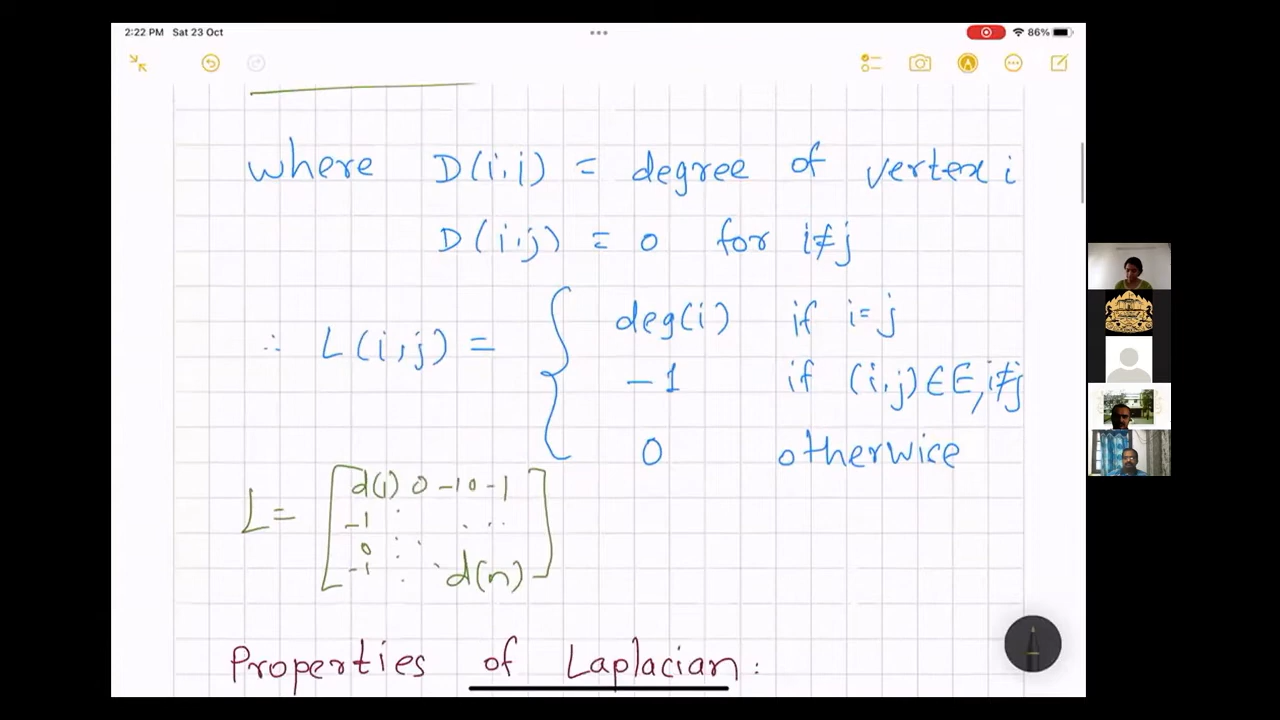 2:22 PM Sat 23 Oct
86%
where D(i,i) = degree of vertex i
D(i,j) = 0 for i≠j
∴ L(i,j) = { deg(i) if i=j
-1 if (i,j)∈E, i≠j
0 otherwise
L = [ d(1) 0 -1 0 -1
-1 . . . .
0 : . .
-1 : . d(n) ]
Properties of Laplacian: